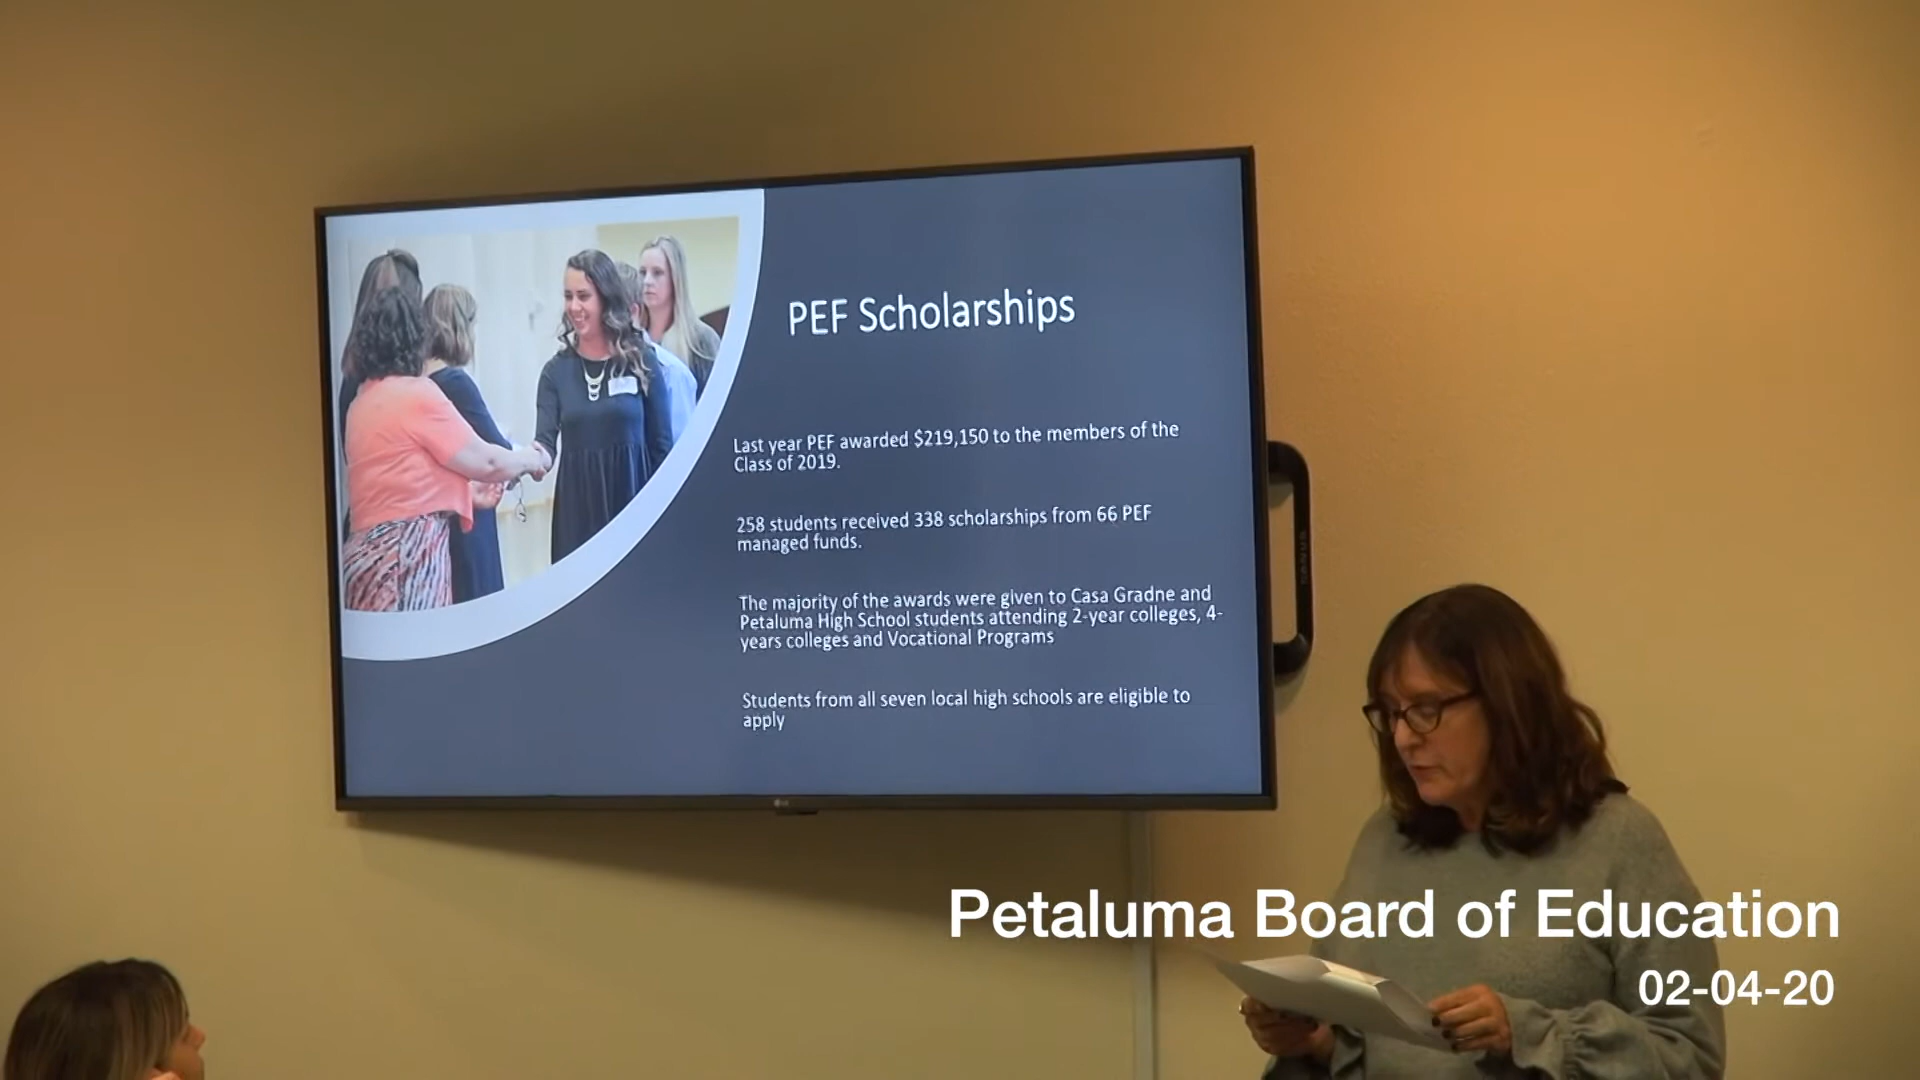 PEF Scholarships
Last year PEF awarded $219,150 to the members of the
Class of 2019.
258 students received 338 scholarships from 66 PEF
managed funds.
The majority of the awards were given to Casa Gradne and
Petaluma High School students attending 2-year colleges, 4-
years colleges and Vocational Programs
Students from all seven local high schools are eligible to
apply
LG
Petaluma Board of Education
02-04-20